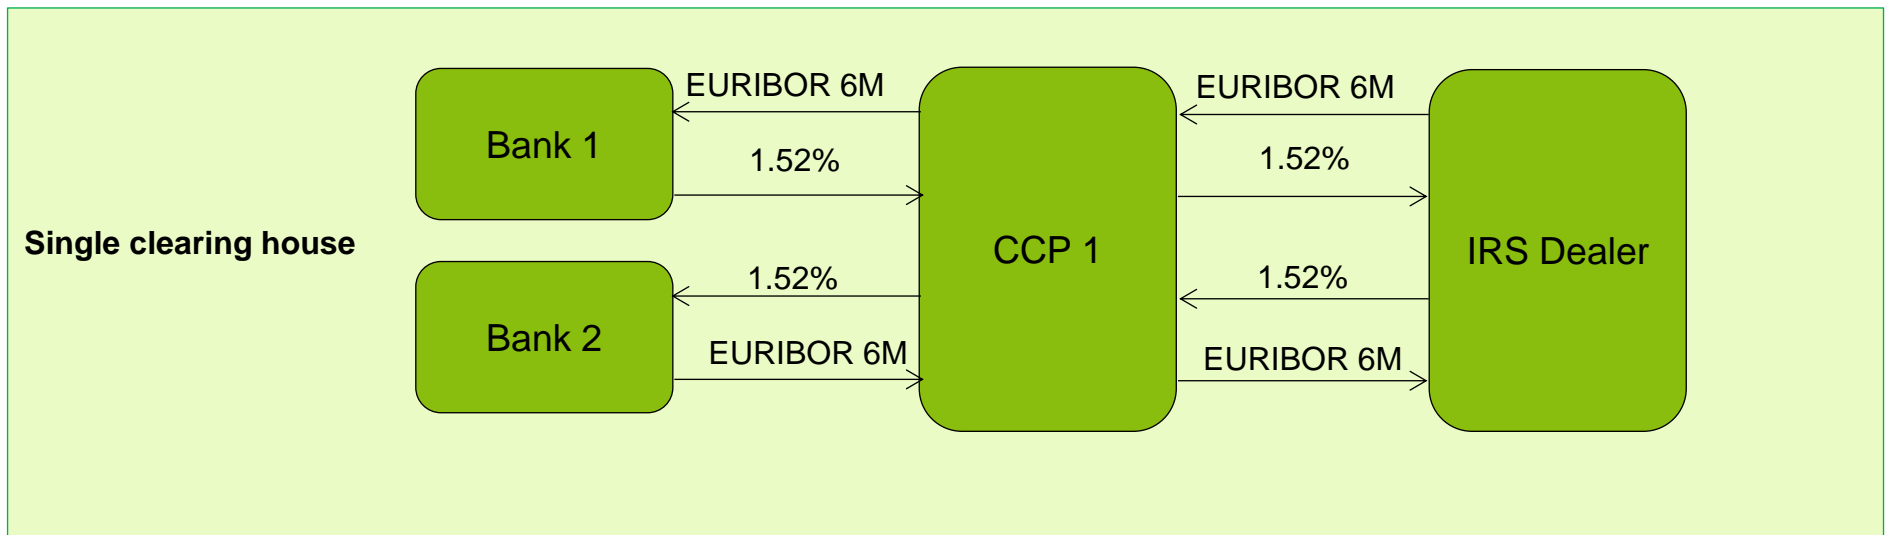 EURIBOR 6M
EURIBOR 6M
Bank 1
1.52%
1.52%
Single clearing house
CCP 1
IRS Dealer
1.52%
1.52%
Bank 2
EURIBOR 6M
EURIBOR 6M